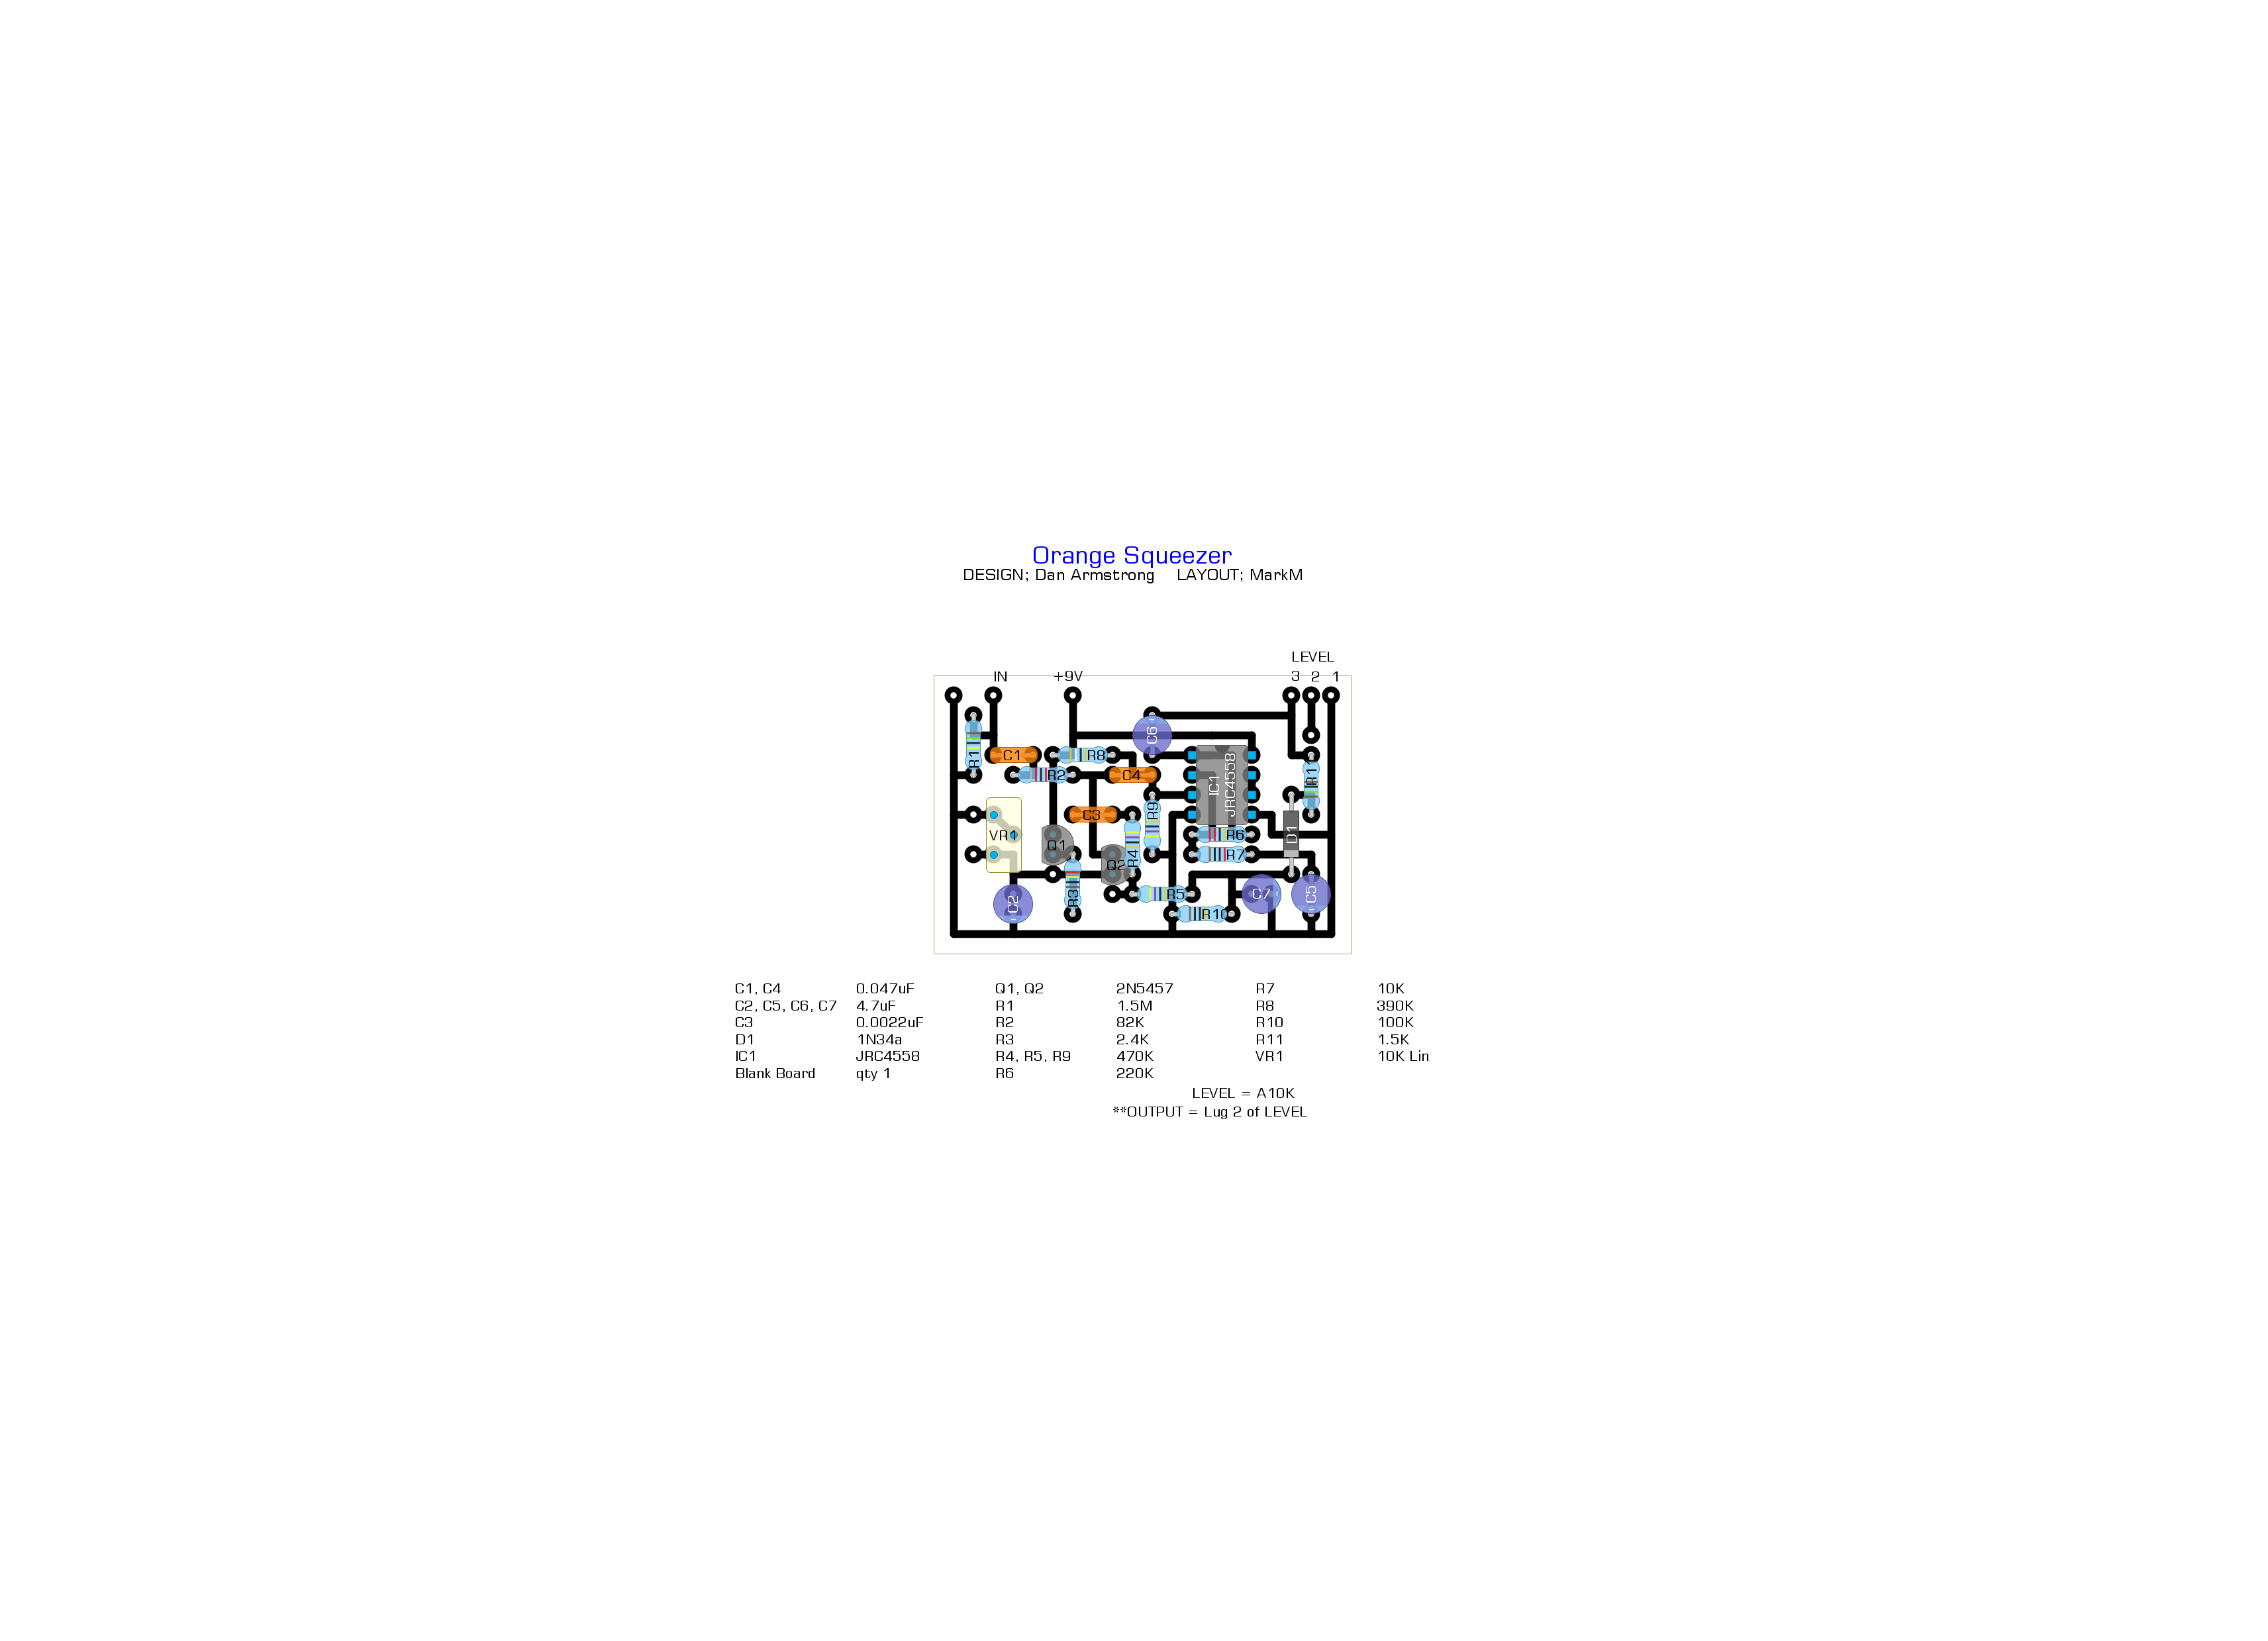 Orange Squeezer
DESIGN; Dan Armstrong LAYOUT; MarkM
LEVEL
IN +9V 3 2 1
C6
R1 C1 R8
R2 C4 IC1 JRC4558 R11
C3 R9
VR1 Q1 R6 D1
Q2 R4 R7
C2 R3 R5 C7 C5
R10
C1, C4 0.047uF Q1, Q2 2N5457 R7 10K
C2, C5, C6, C7 4.7uF R1 1.5M R8 390K
C3 0.0022uF R2 82K R10 100K
D1 1N34a R3 2.4K R11 1.5K
IC1 JRC4558 R4, R5, R9 470K VR1 10K Lin
Blank Board qty 1 R6 220K
LEVEL = A10K
**OUTPUT = Lug 2 of LEVEL